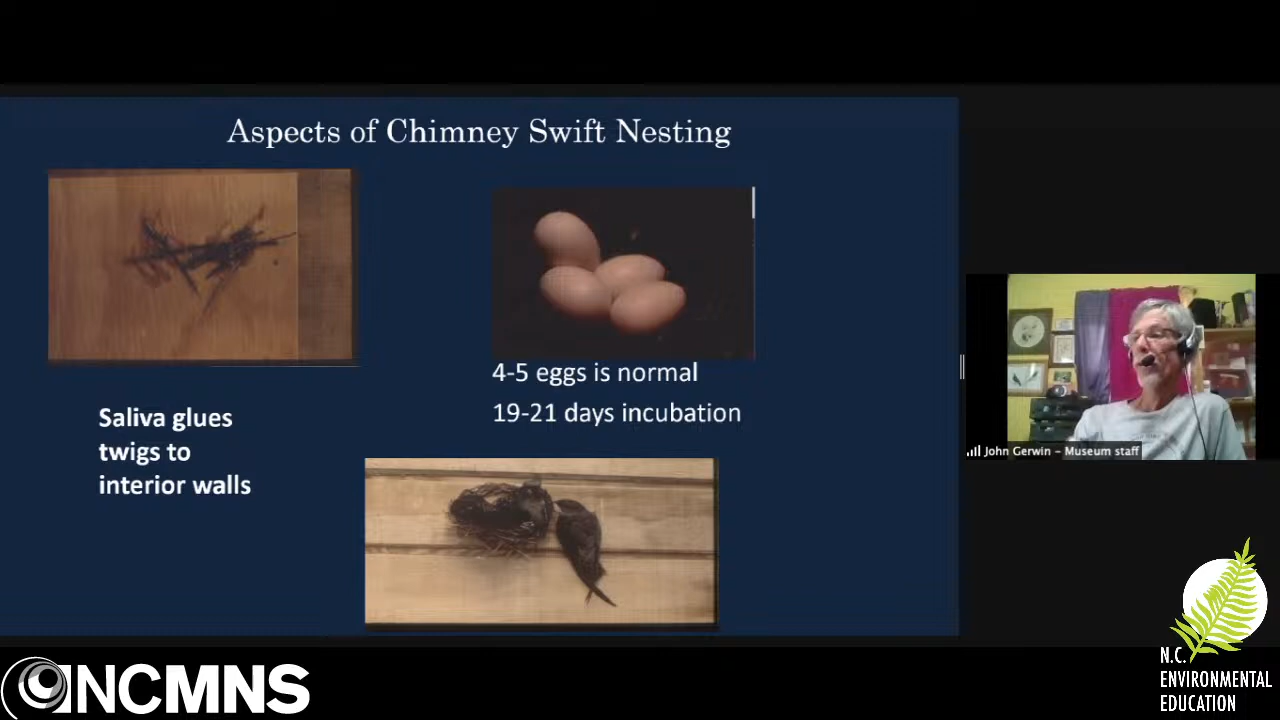 Aspects of Chimney Swift Nesting
4-5 eggs is normal
19-21 days incubation
Saliva glues
twigs to
interior walls
John Gerwin – Museum staff
NCMNS
N.C.
ENVIRONMENTAL
EDUCATION